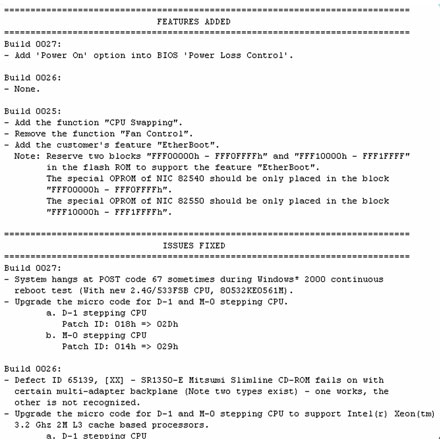 ================================================================
FEATURES ADDED
================================================================
Build 0027:
- Add 'Power On' option into BIOS 'Power Loss Control'.
Build 0026:
- None.
Build 0025:
- Add the function "CPU Swapping".
- Remove the function "Fan Control".
- Add the customer's feature "EtherBoot".
Note: Reserve two blocks "FFF00000h - FFF0FFFFh" and "FFF10000h - FFF1FFFF"
in the flash ROM to support the feature "EtherBoot".
The special OPROM of NIC 82540 should be only placed in the block
"FFF00000h - FFF0FFFFh".
The special OPROM of NIC 82550 should be only placed in the block
"FFF10000h - FFF1FFFFh".
================================================================
ISSUES FIXED
================================================================
Build 0027:
- System hangs at POST code 67 sometimes during Windows* 2000 continuous
reboot test (With new 2.4G/533FSB CPU, 80532KE0561M).
- Upgrade the micro code for D-1 and M-0 stepping CPU.
a. D-1 stepping CPU
Patch ID: 018h => 02Dh
b. M-0 stepping CPU
Patch ID: 014h => 029h
Build 0026:
- Defect ID 65139, [XX] - SR1350-E Mitsumi Slimline CD-ROM fails on with
certain multi-adapter backplane (Note two types exist) - one works, the
other is not recognized.
- Upgrade the micro code for D-1 and M-0 stepping CPU to support Intel(r) Xeon(tm)
3.2 Ghz 2M L3 cache based processors.
a. D-1 stepping CPU